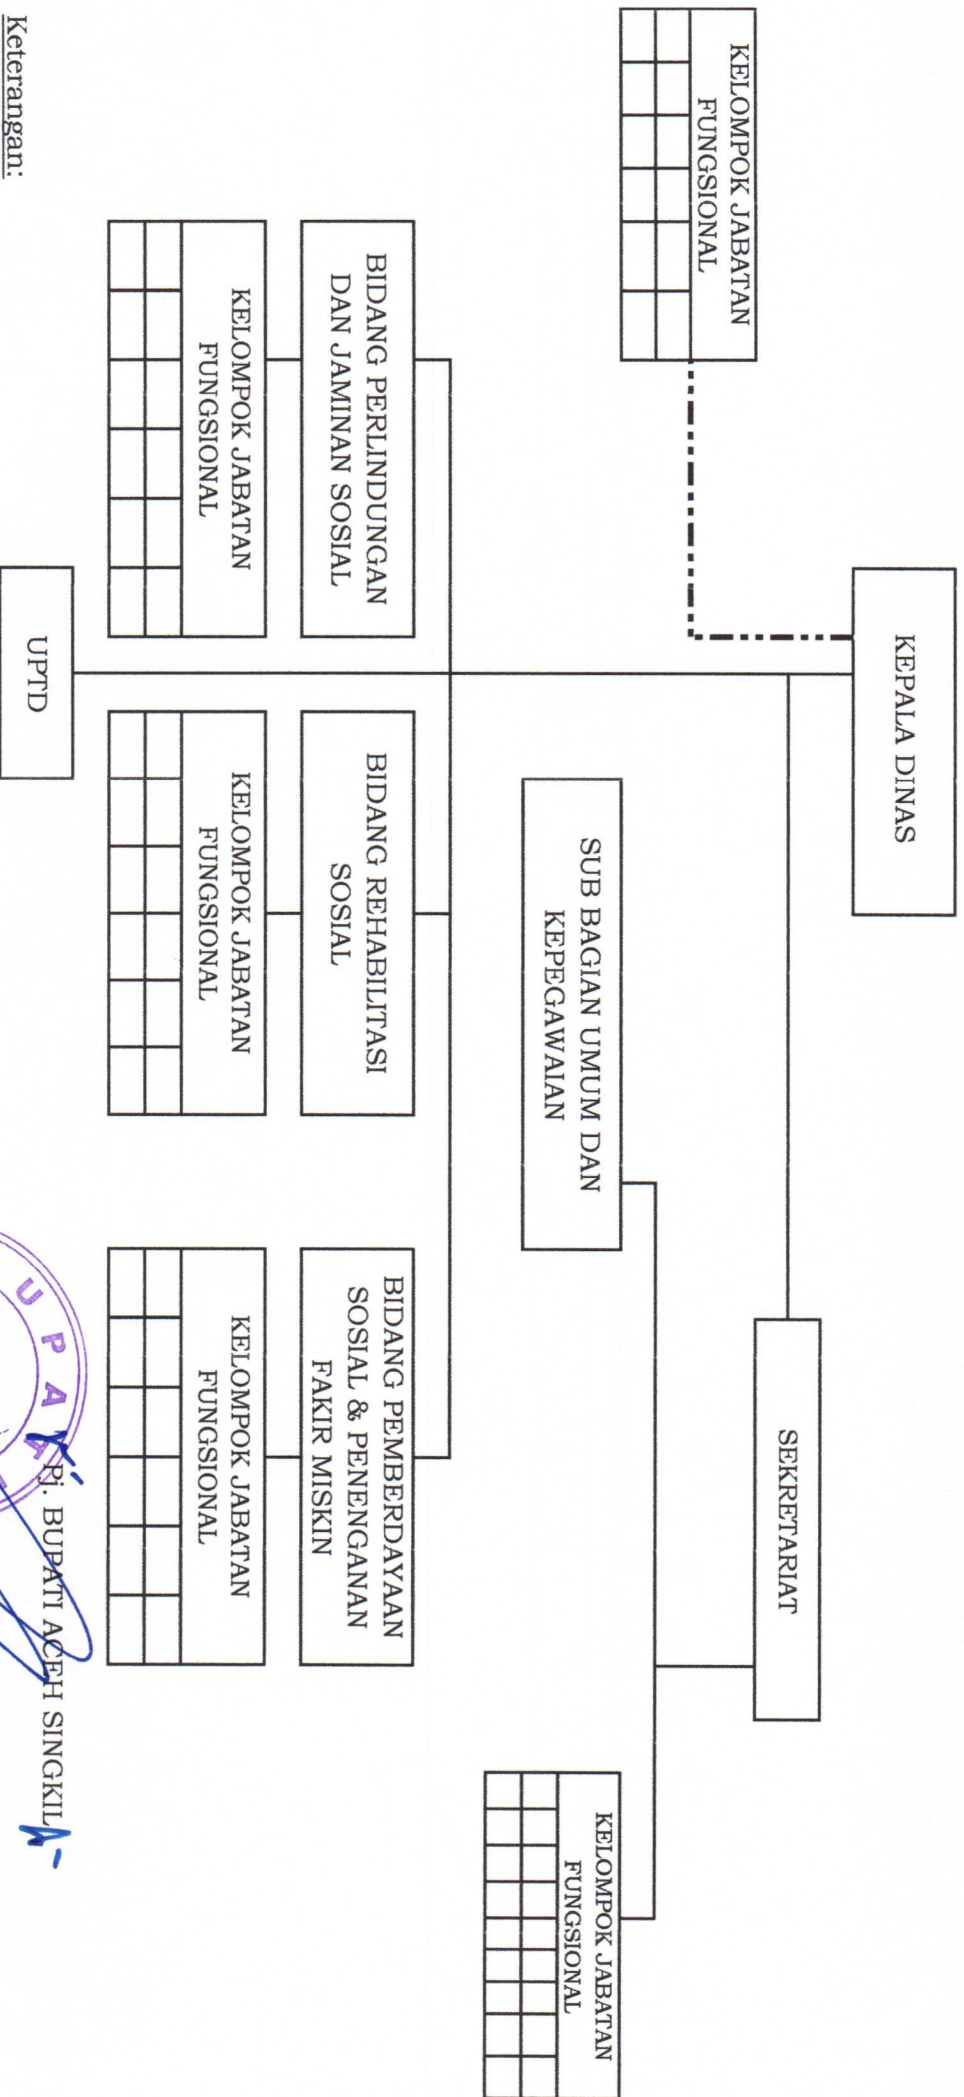 KEPALA DINAS
SEKRETARIAT
KELOMPOK JABATAN
FUNGSIONAL
SUB BAGIAN UMUM DAN
KEPEGAWAIAN
KELOMPOK JABATAN
FUNGSIONAL
BIDANG PERLINDUNGAN
DAN JAMINAN SOSIAL
BIDANG REHABILITASI
SOSIAL
BIDANG PEMBERDAYAAN
SOSIAL & PENENGANAN
FAKIR MISKIN
KELOMPOK JABATAN
FUNGSIONAL
KELOMPOK JABATAN
FUNGSIONAL
KELOMPOK JABATAN
FUNGSIONAL
UPTD
Keterangan:
Pj. BUPATI ACEH SINGKIL
UPA